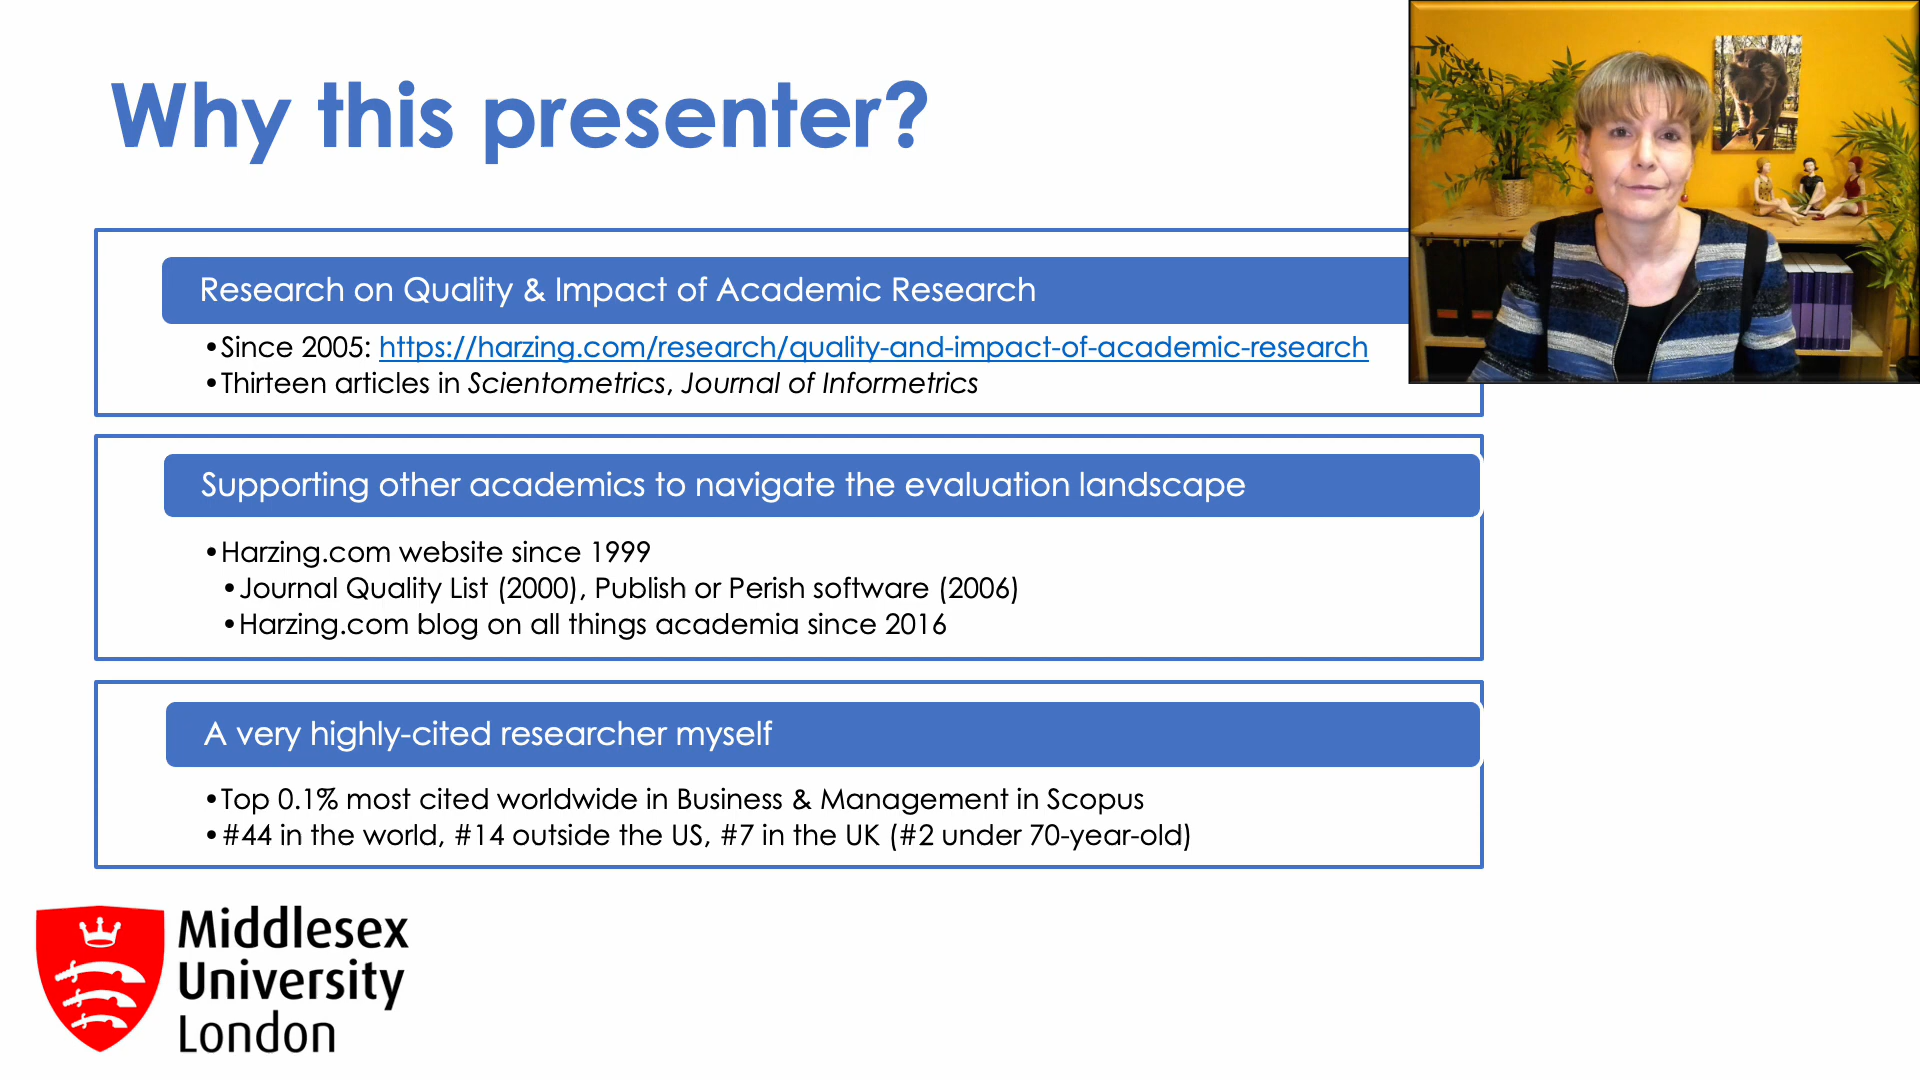 Why this presenter?
Research on Quality & Impact of Academic Research
•Since 2005: https://harzing.com/research/quality-and-impact-of-academic-research
•Thirteen articles in Scientometrics, Journal of Informetrics
Supporting other academics to navigate the evaluation landscape
•Harzing.com website since 1999
•Journal Quality List (2000), Publish or Perish software (2006)
•Harzing.com blog on all things academia since 2016
A very highly-cited researcher myself
•Top 0.1% most cited worldwide in Business & Management in Scopus
•#44 in the world, #14 outside the US, #7 in the UK (#2 under 70-year-old)
Middlesex
University
London